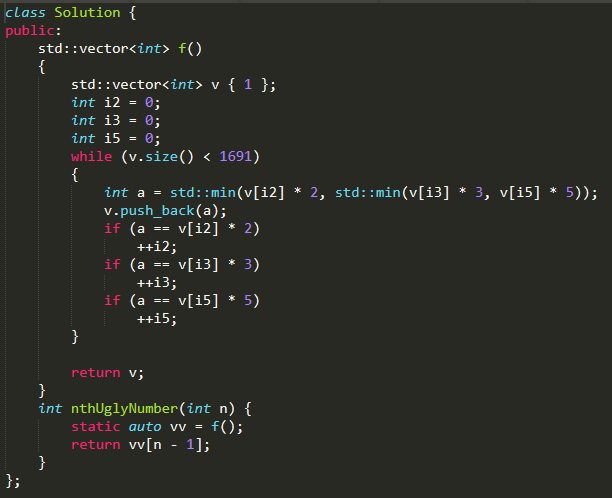 class Solution {
public:
    std::vector<int> f()
    {
        std::vector<int> v { 1 };
        int i2 = 0;
        int i3 = 0;
        int i5 = 0;
        while (v.size() < 1691)
        {
            int a = std::min(v[i2] * 2, std::min(v[i3] * 3, v[i5] * 5));
            v.push_back(a);
            if (a == v[i2] * 2)
                ++i2;
            if (a == v[i3] * 3)
                ++i3;
            if (a == v[i5] * 5)
                ++i5;
        }

        return v;
    }
    int nthUglyNumber(int n) {
        static auto vv = f();
        return vv[n - 1];
    }
};